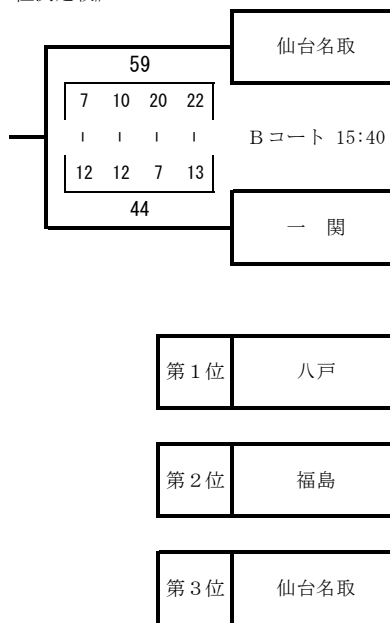 仙台名取
59
7 10 20 22
- - - -
12 12 7 13
44
Bコート 15:40
一 関
第1位 八戸
第2位 福島
第3位 仙台名取